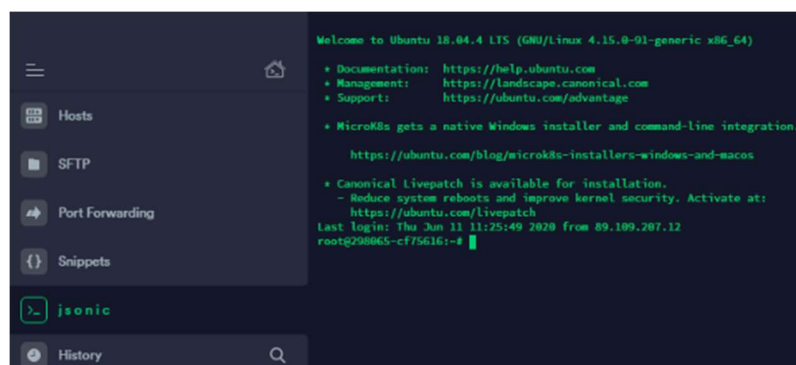 Hosts
SFTP
Port Forwarding
Snippets
jsonic
History
Welcome to Ubuntu 18.04.4 LTS (GNU/Linux 4.15.0-91-generic x86_64)
* Documentation: https://help.ubuntu.com
* Management: https://landscape.canonical.com
* Support: https://ubuntu.com/advantage
* MicroK8s gets a native Windows installer and command-line integration.
https://ubuntu.com/blog/microk8s-installers-windows-and-macos
* Canonical Livepatch is available for installation.
- Reduce system reboots and improve kernel security. Activate at:
https://ubuntu.com/livepatch
Last login: Thu Jun 11 11:25:49 2020 from 89.109.207.12
root@298065-cf75616:~#